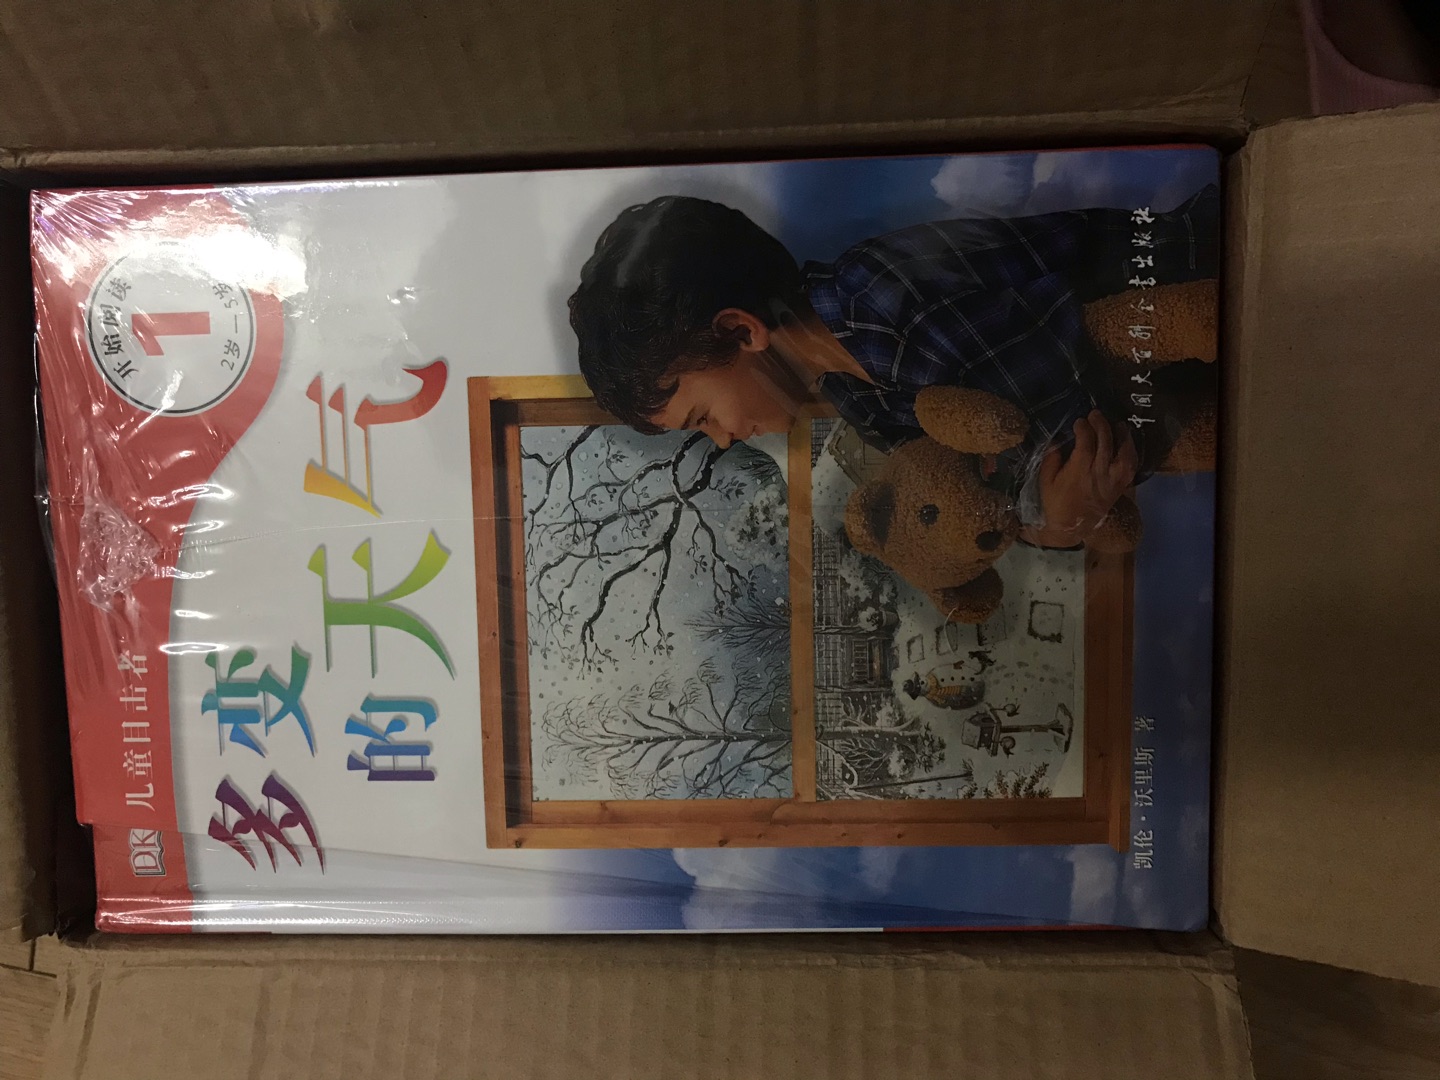 DK 儿童目击者
开始阅读
1
2岁—5岁
多变
的天气
凯伦·沃里斯 著
中国大百科全书出版社